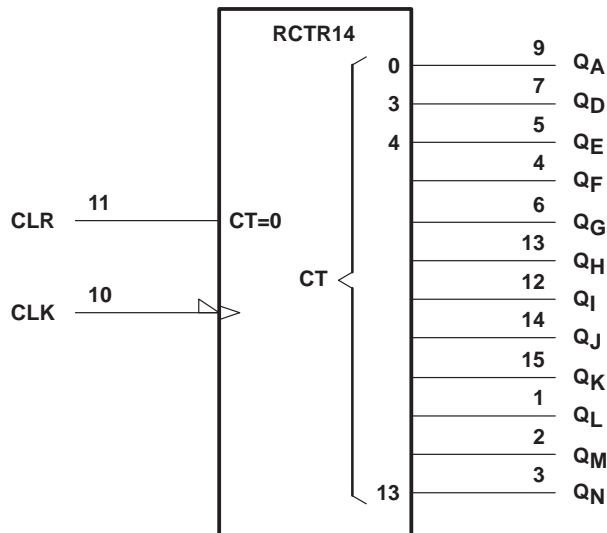 RCTR14
0 9 QA
3 7 QD
4 5 QE
4 QF
CLR 11 CT=0 6 QG
13 QH
CT
CLK 10 12 QI
14 QJ
15 QK
1 QL
2 QM
13 3 QN